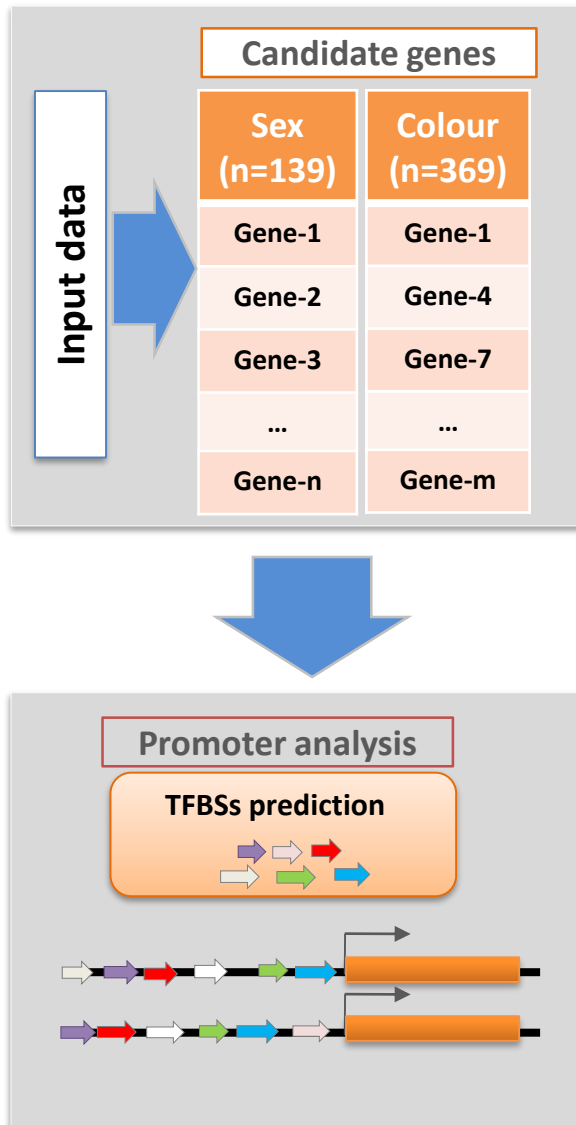 Candidate genes
Input data
Sex
(n=139)
Colour
(n=369)
Gene-1
Gene-1
Gene-2
Gene-4
Gene-3
Gene-7
...
...
Gene-n
Gene-m
Promoter analysis
TFBSs prediction